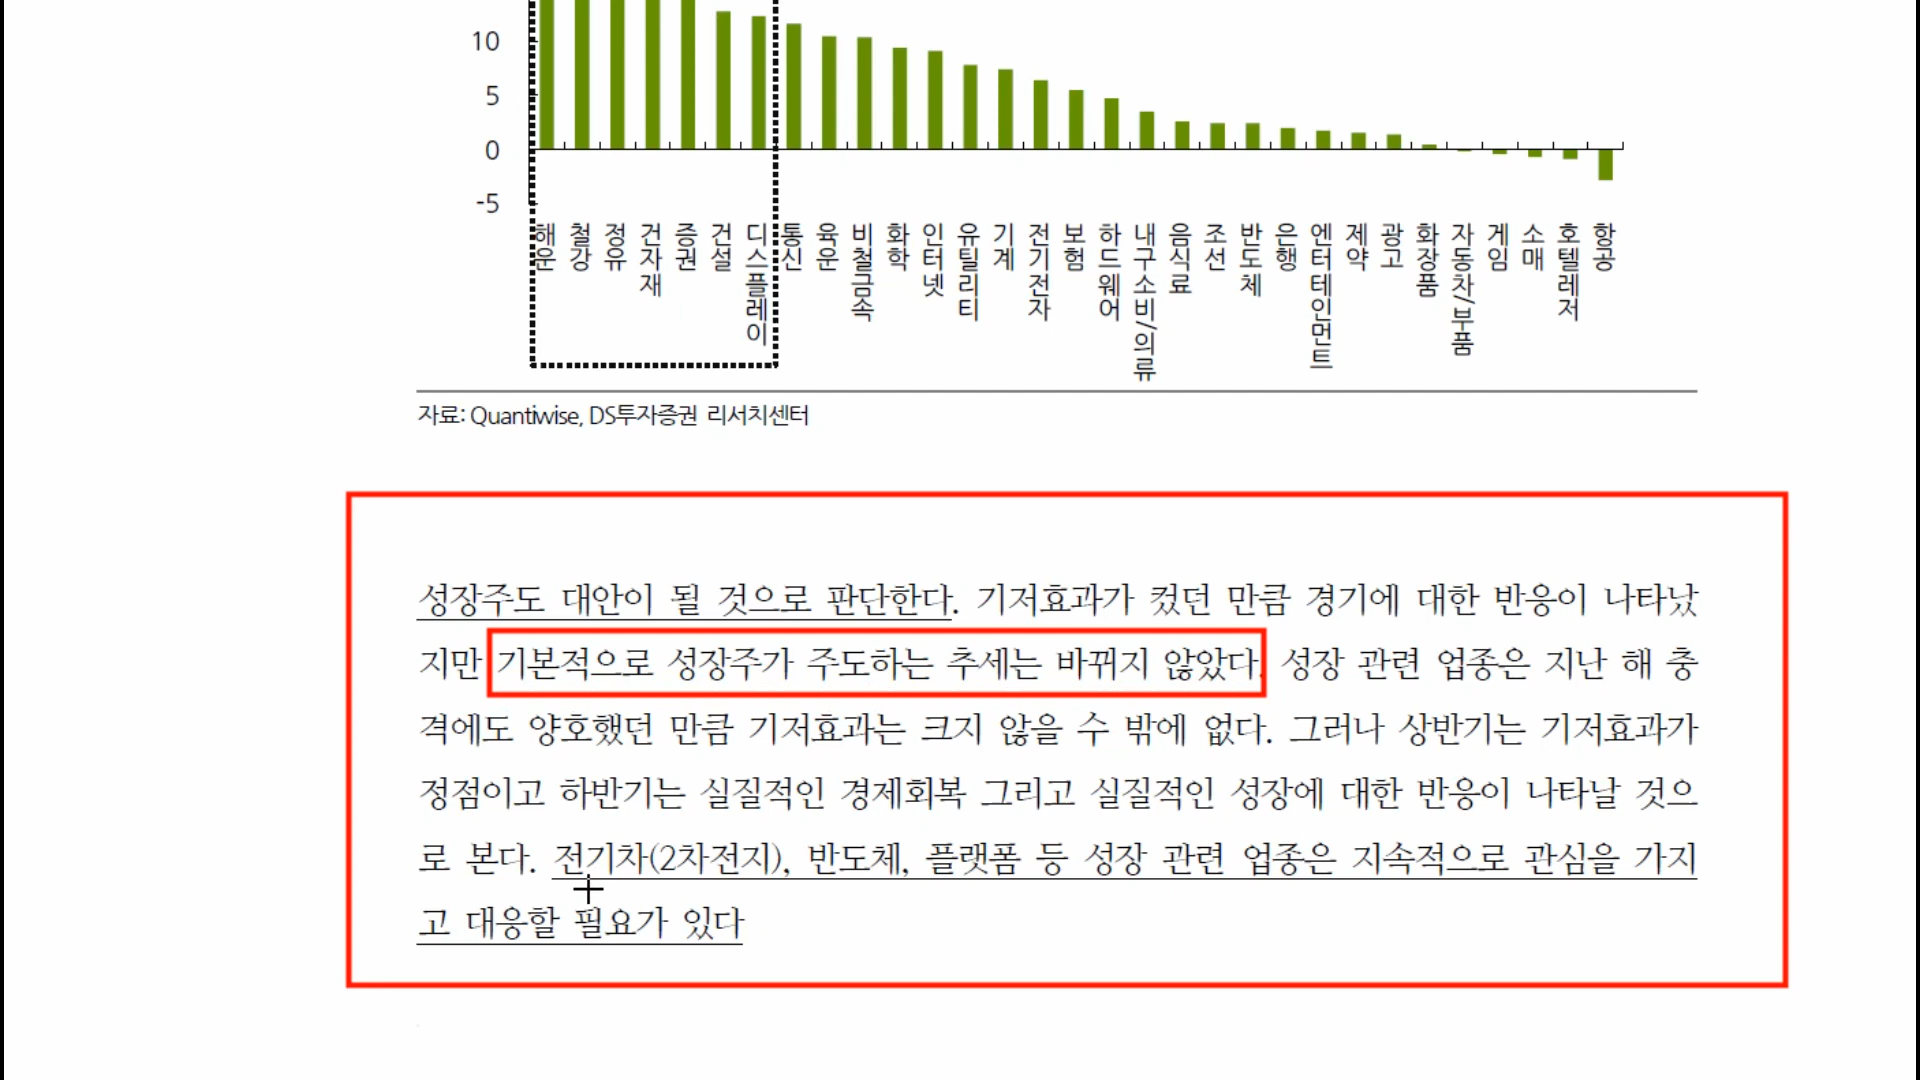 10
5
0
-5
해운 철강 정유 건자재 증권 건설 디스플레이 통신 육운 비철금속 화학 인터넷 유틸리티 기계 전기전자 보험 하드웨어 내구소비/의류 음식료 조선 반도체 은행 엔터테인먼트 제약 광고 화장품 자동차/부품 게임 소매 호텔레저 항공
자료: Quantiwise, DS투자증권 리서치센터
성장주도 대안이 될 것으로 판단한다. 기저효과가 컸던 만큼 경기에 대한 반응이 나타났
지만 기본적으로 성장주가 주도하는 추세는 바뀌지 않았다. 성장 관련 업종은 지난 해 충
격에도 양호했던 만큼 기저효과는 크지 않을 수 밖에 없다. 그러나 상반기는 기저효과가
정점이고 하반기는 실질적인 경제회복 그리고 실질적인 성장에 대한 반응이 나타날 것으
로 본다. 전기차(2차전지), 반도체, 플랫폼 등 성장 관련 업종은 지속적으로 관심을 가지
고 대응할 필요가 있다